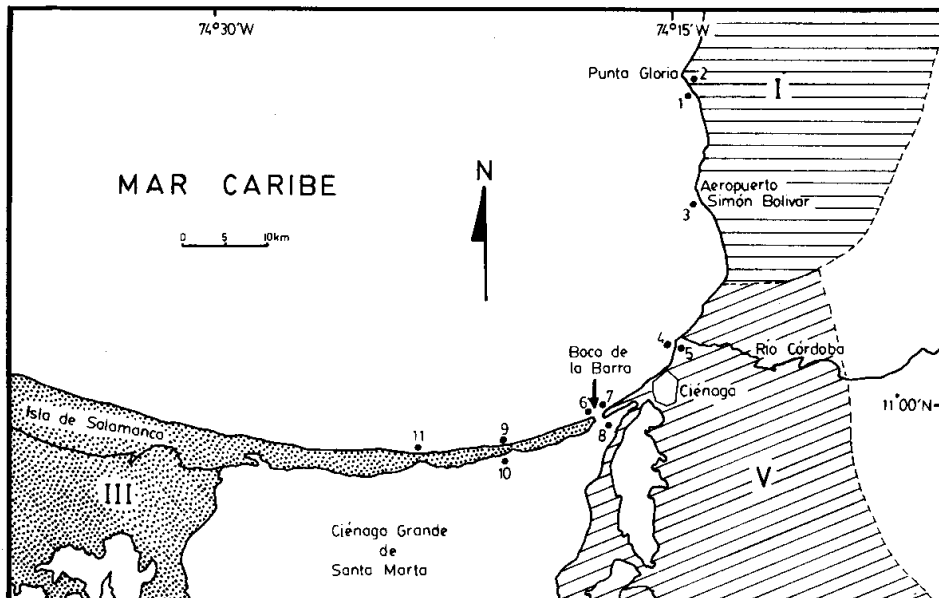 74°30'W
74°15'W
Punta Gloria
2
I
1
MAR CARIBE
N
Aeropuerto
Simón Bolívar
3
0 5 10km
4
5
Río Córdoba
Boca de
la Barra
Ciénaga
11°00'N
6
7
8
Isla de Salamanca
11
9
10
III
V
Ciénaga Grande
de
Santa Marta